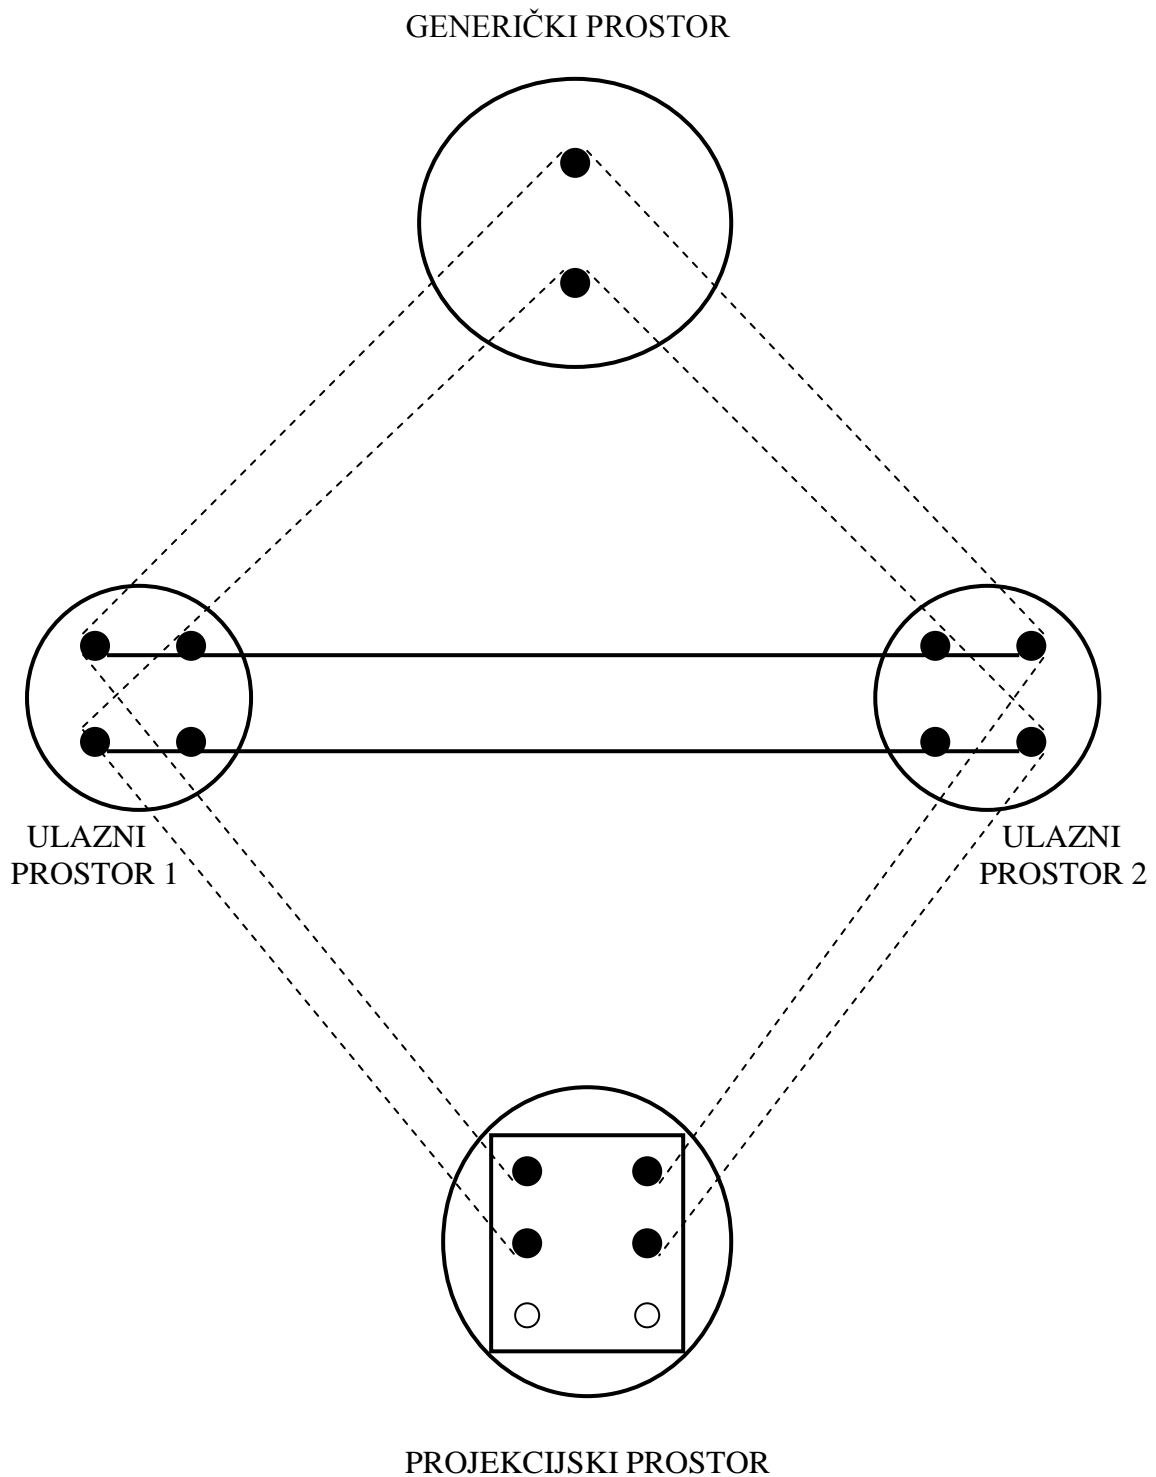 GENERIČKI PROSTOR
ULAZNI
PROSTOR 1
ULAZNI
PROSTOR 2
PROJEKCIJSKI PROSTOR